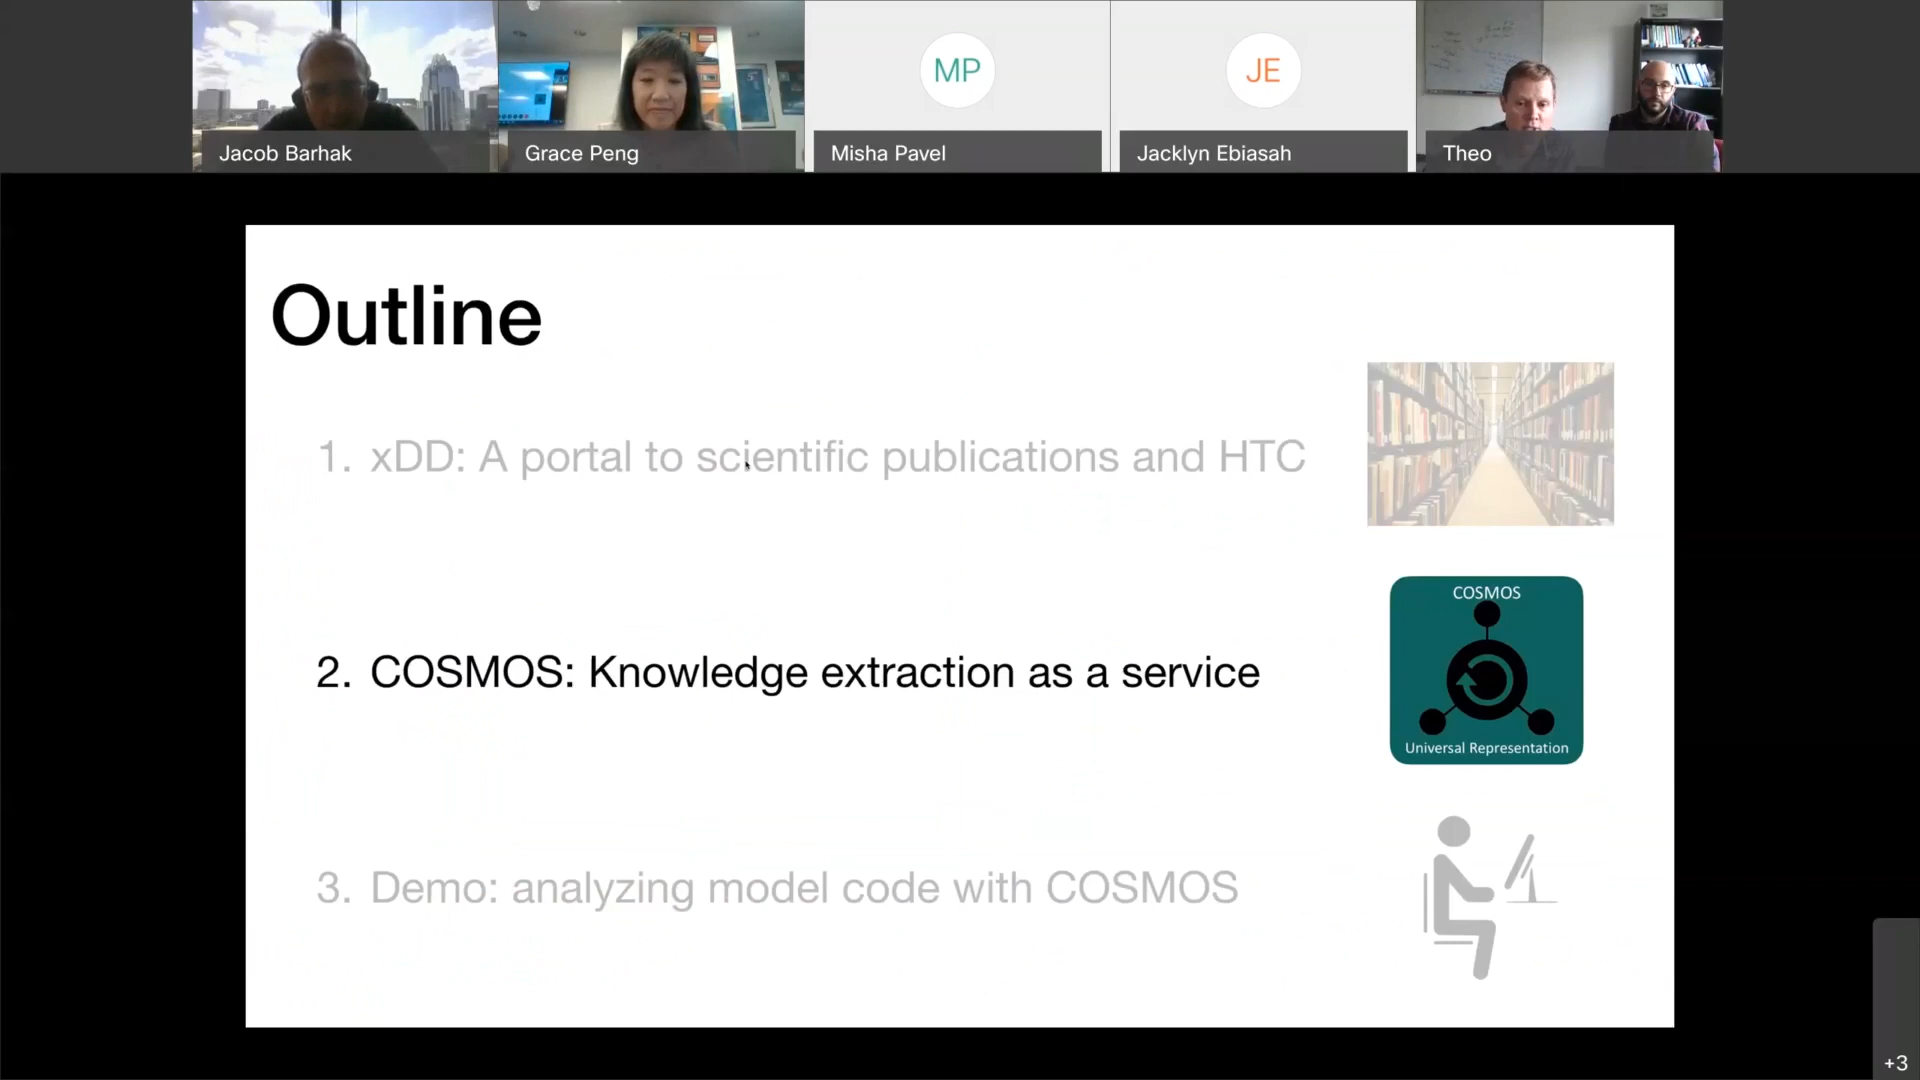 Jacob Barhak
Grace Peng
MP
Misha Pavel
JE
Jacklyn Ebiasah
Theo
Outline
1. xDD: A portal to scientific publications and HTC
2. COSMOS: Knowledge extraction as a service
COSMOS
Universal Representation
3. Demo: analyzing model code with COSMOS
+3